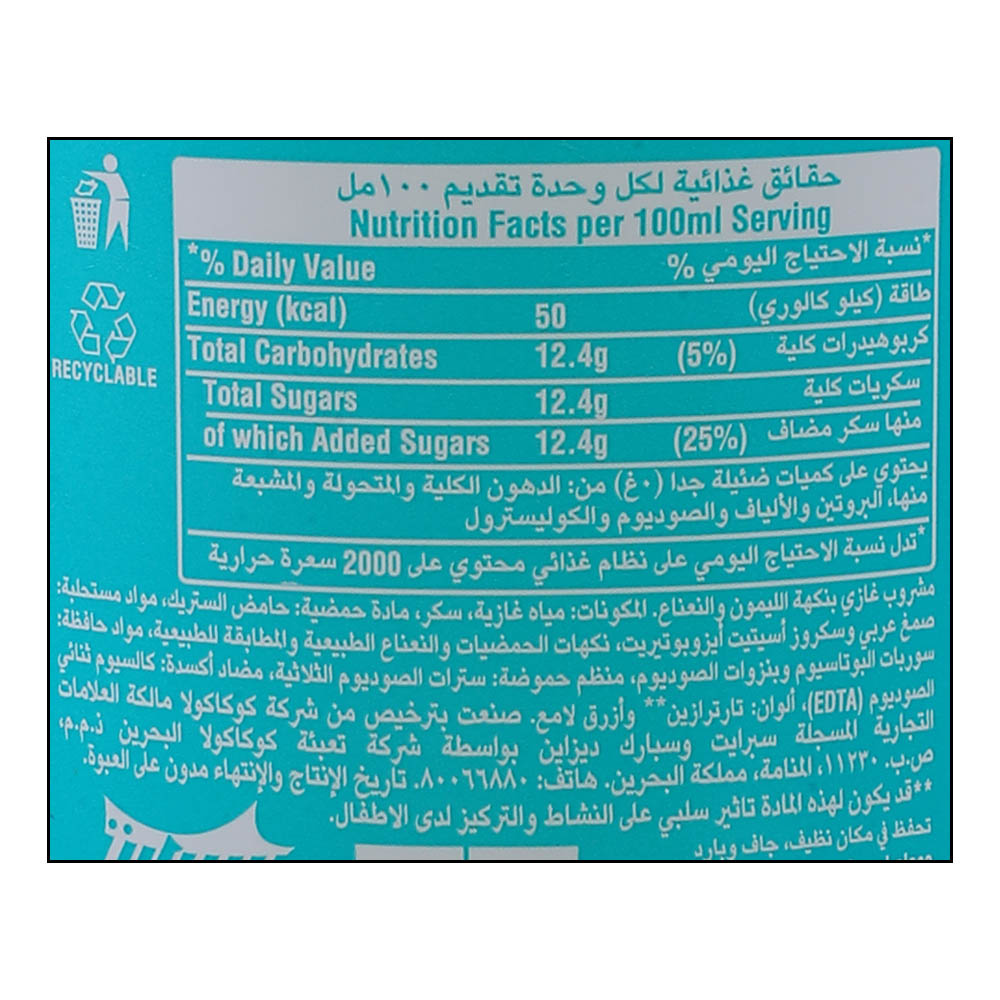 حقائق غذائية لكل وحدة تقديم ١٠٠مل
Nutrition Facts per 100ml Serving
*% Daily Value *نسبة الاحتياج اليومي %
Energy (kcal) 50 طاقة (كيلو كالوري)
Total Carbohydrates 12.4g (5%) كربوهيدرات كلية
Total Sugars 12.4g سكريات كلية
of which Added Sugars 12.4g (25%) منها سكر مضاف
يحتوي على كميات ضئيلة جدا (٠غ) من: الدهون الكلية والمتحولة والمشبعة
منها، البروتين والألياف والصوديوم والكوليسترول
*تدل نسبة الاحتياج اليومي على نظام غذائي محتوي على 2000 سعرة حرارية
مشروب غازي بنكهة الليمون والنعناع. المكونات: مياه غازية، سكر، مادة حمضية: حامض الستريك، مواد مستحلبة:
صمغ عربي وسكروز أسيتيت أيزوبوتيريت، نكهات الحمضيات والنعناع الطبيعية والمطابقة للطبيعية، مواد حافظة:
سوربات البوتاسيوم وبنزوات الصوديوم، منظم حموضة: سترات الصوديوم الثلاثية، مضاد أكسدة: كالسيوم ثنائي
الصوديوم (EDTA)، ألوان: تارترازين** وأزرق لامع. صنعت بترخيص من شركة كوكاكولا مالكة العلامات
التجارية المسجلة سبرايت وسبارك ديزاين بواسطة شركة تعبئة كوكاكولا البحرين ذ.م.م،
ص.ب. ١١٢٣٠، المنامة، مملكة البحرين. هاتف: ٨٠٠٦٦٨٨٠. تاريخ الإنتاج والإنتهاء مدون على العبوة.
**قد يكون لهذه المادة تاثير سلبي على النشاط والتركيز لدى الاطفال.
تحفظ في مكان نظيف، جاف وبارد
RECYCLABLE